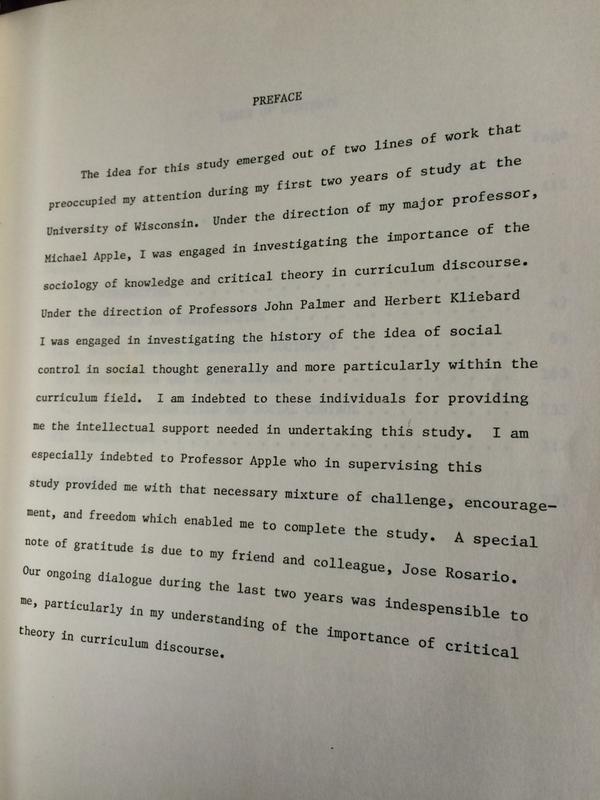 PREFACE
The idea for this study emerged out of two lines of work that
preoccupied my attention during my first two years of study at the
University of Wisconsin. Under the direction of my major professor,
Michael Apple, I was engaged in investigating the importance of the
sociology of knowledge and critical theory in curriculum discourse.
Under the direction of Professors John Palmer and Herbert Kliebard
I was engaged in investigating the history of the idea of social
control in social thought generally and more particularly within the
curriculum field. I am indebted to these individuals for providing
me the intellectual support needed in undertaking this study. I am
especially indebted to Professor Apple who in supervising this
study provided me with that necessary mixture of challenge, encourage-
ment, and freedom which enabled me to complete the study. A special
note of gratitude is due to my friend and colleague, Jose Rosario.
Our ongoing dialogue during the last two years was indespensible to
me, particularly in my understanding of the importance of critical
theory in curriculum discourse.